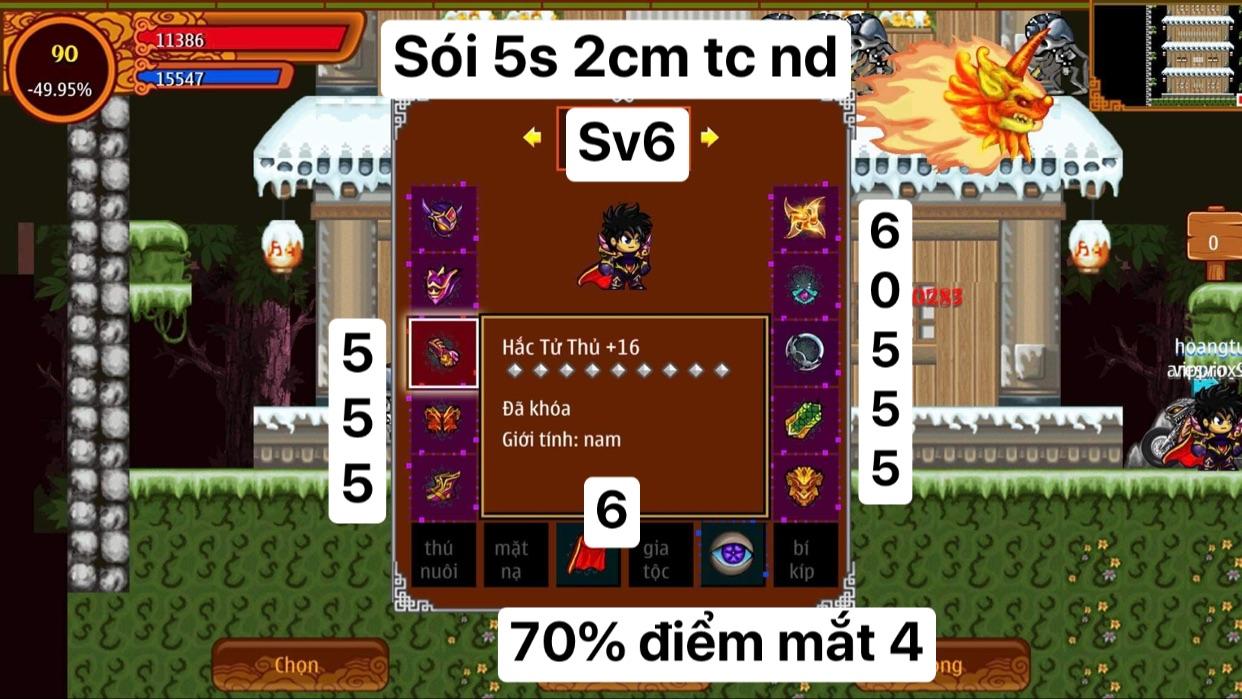 90
-49.95%
11386
15547
Sói 5s 2cm tc nd
Sv6
6
0
5
5
5
5
5
5
Hắc Tử Thủ +16
Đã khóa
Giới tính: nam
6
thú
nuôi
mặt
nạ
gia
tộc
bí
kíp
70% điểm mắt 4
Chọn
0